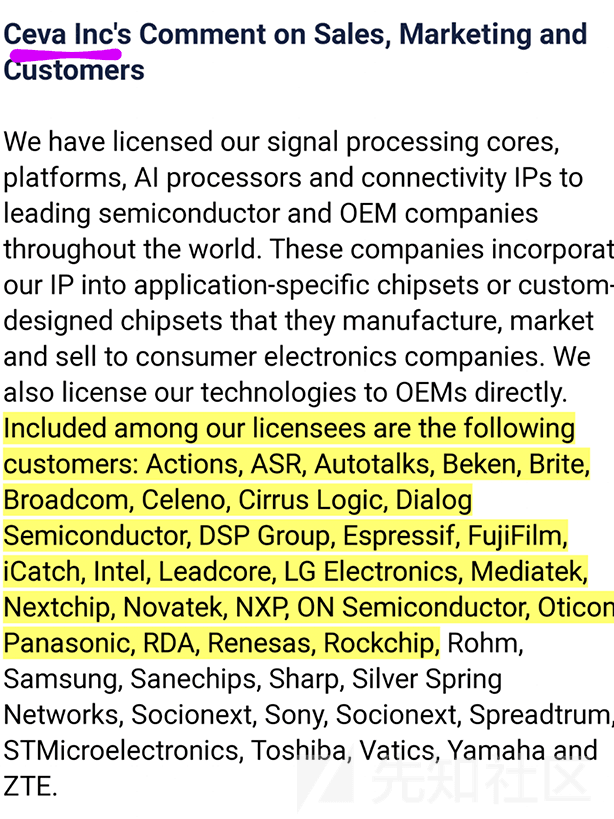 Ceva Inc's Comment on Sales, Marketing and
Customers
We have licensed our signal processing cores,
platforms, AI processors and connectivity IPs to
leading semiconductor and OEM companies
throughout the world. These companies incorporat
our IP into application-specific chipsets or custom-
designed chipsets that they manufacture, market
and sell to consumer electronics companies. We
also license our technologies to OEMs directly.
Included among our licensees are the following
customers: Actions, ASR, Autotalks, Beken, Brite,
Broadcom, Celeno, Cirrus Logic, Dialog
Semiconductor, DSP Group, Espressif, FujiFilm,
iCatch, Intel, Leadcore, LG Electronics, Mediatek,
Nextchip, Novatek, NXP, ON Semiconductor, Oticon
Panasonic, RDA, Renesas, Rockchip, Rohm,
Samsung, Sanechips, Sharp, Silver Spring
Networks, Socionext, Sony, Socionext, Spreadtrum,
STMicroelectronics, Toshiba, Vatics, Yamaha and
ZTE.
先知社区